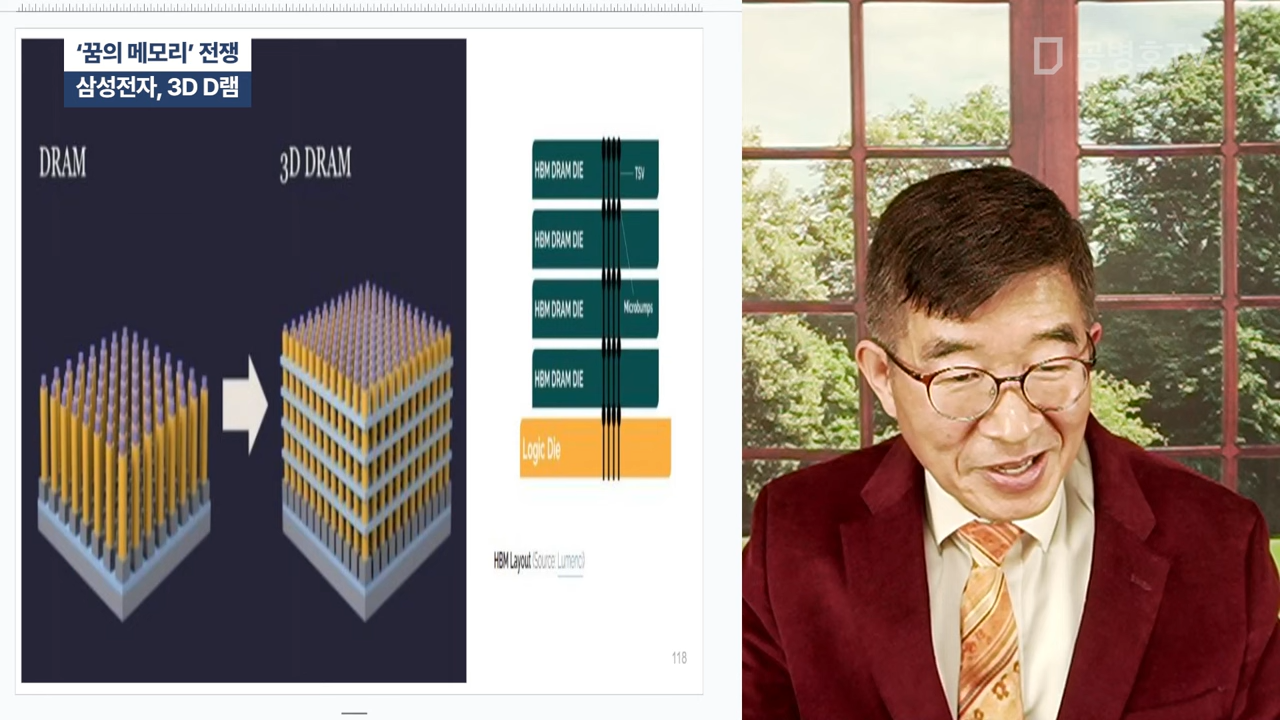 ‘꿈의 메모리’ 전쟁
삼성전자, 3D D램
DRAM
3D DRAM
HBM DRAM DIE
TSV
HBM DRAM DIE
HBM DRAM DIE
Microbumps
HBM DRAM DIE
Logic Die
HBM Layout (Source: Lumenci)
118